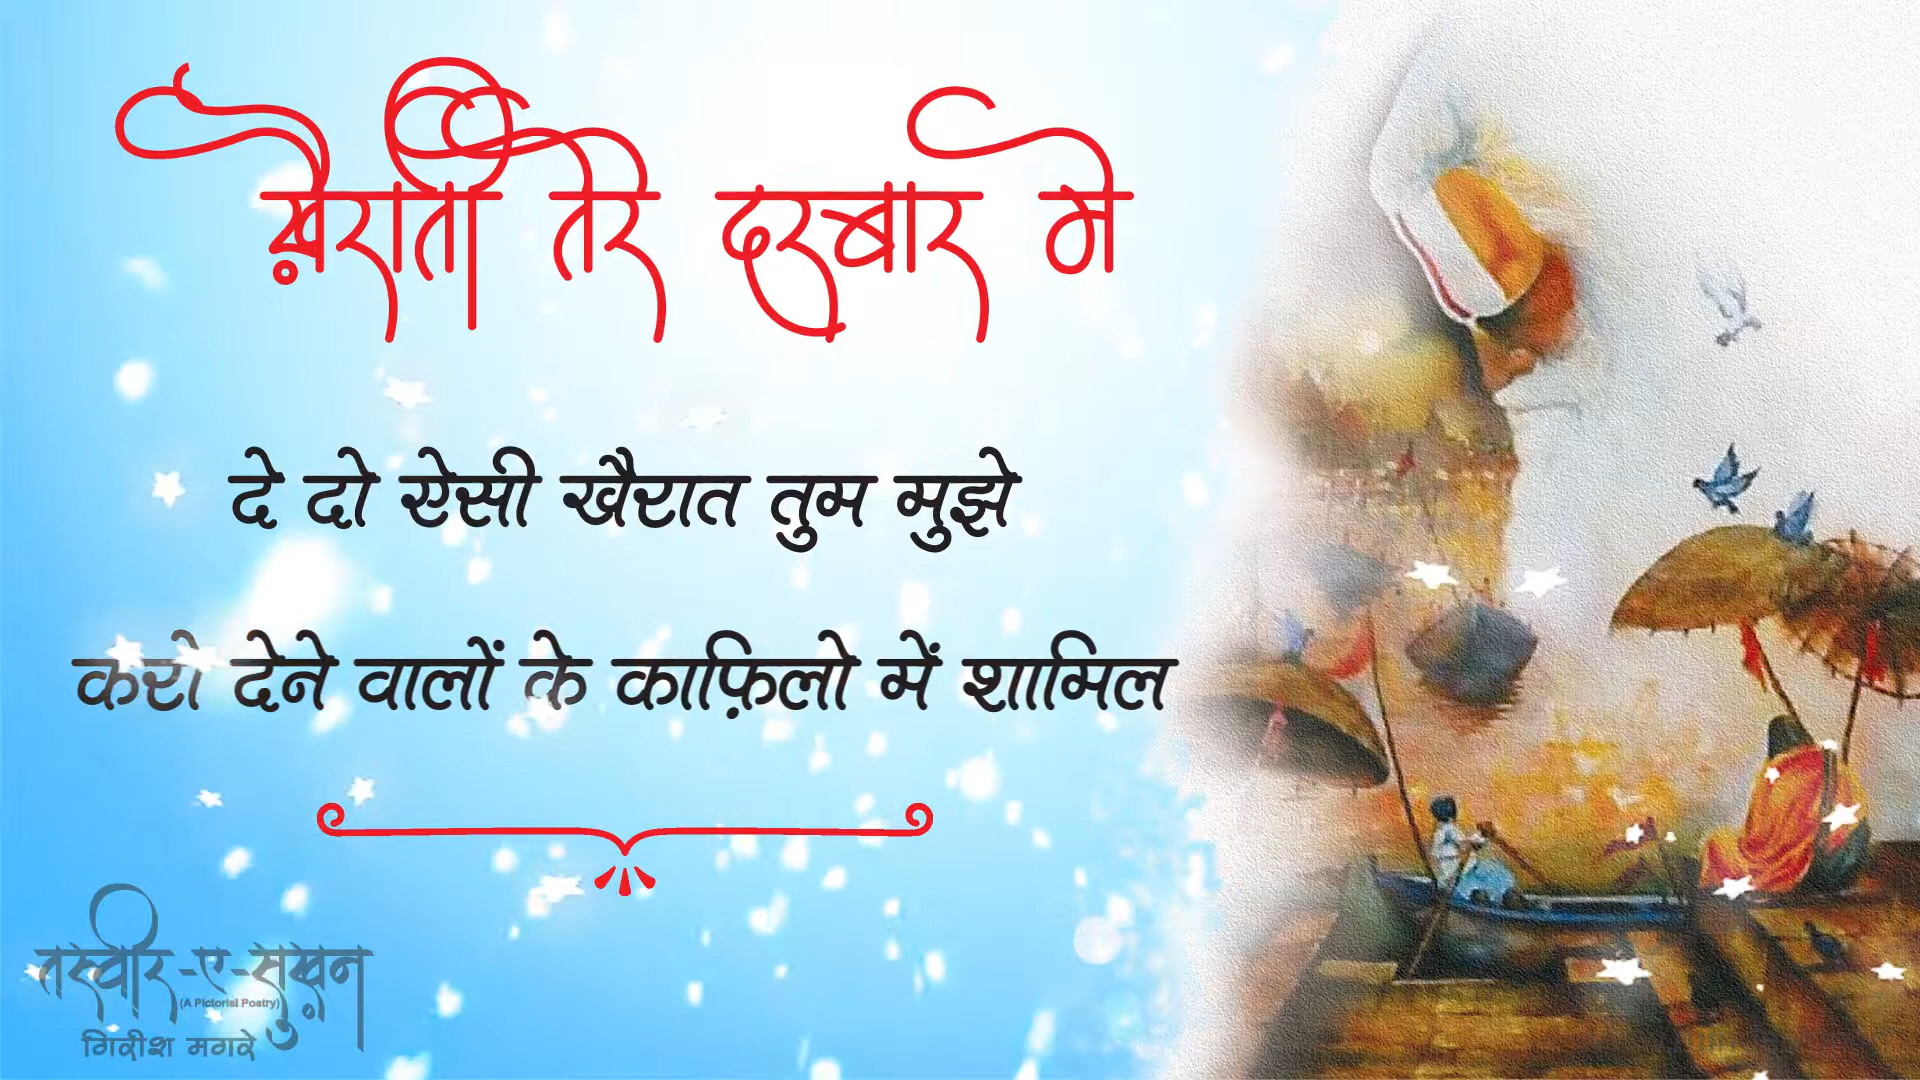 ख़ैराती तेरे दरबार मे
दे दो ऐसी खैरात तुम मुझे
करो देने वालों के काफ़िलो में शामिल
तस्वीर-ए-सुख़न
(A Pictorial Poetry)
गिरीश मगरे